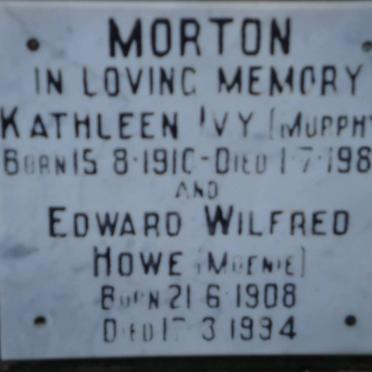 MORTON
IN LOVING MEMORY
KATHLEEN IVY [MURPHY
BORN 15·8·1910 - DIED 1·7·198
AND
EDWARD WILFRED
HOWE [MOENIE]
BORN 21·6·1908
DIED 3·1994